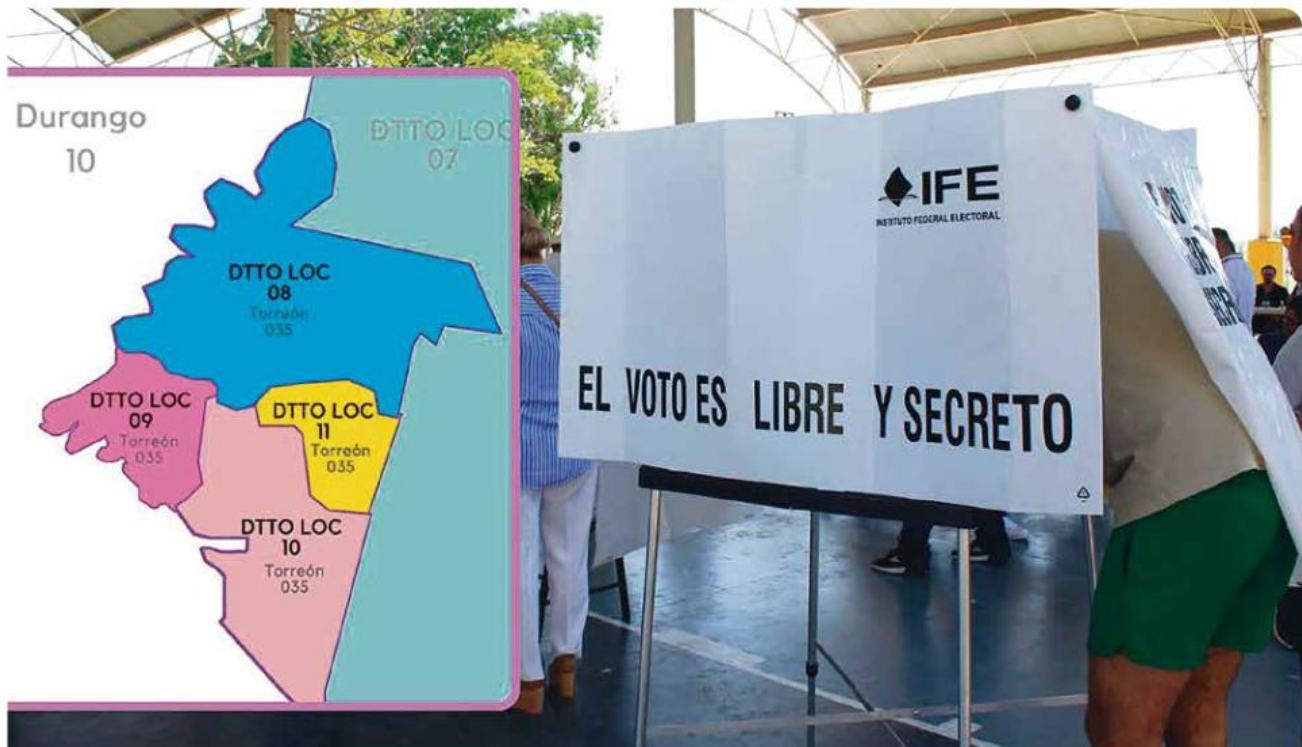 Durango
10
DTTO LOC
07
DTTO LOC
08
Torreón
035
DTTO LOC
09
Torreón
035
DTTO LOC
11
Torreón
035
DTTO LOC
10
Torreón
035
IFE
INSTITUTO FEDERAL ELECTORAL
EL VOTO ES LIBRE Y SECRETO